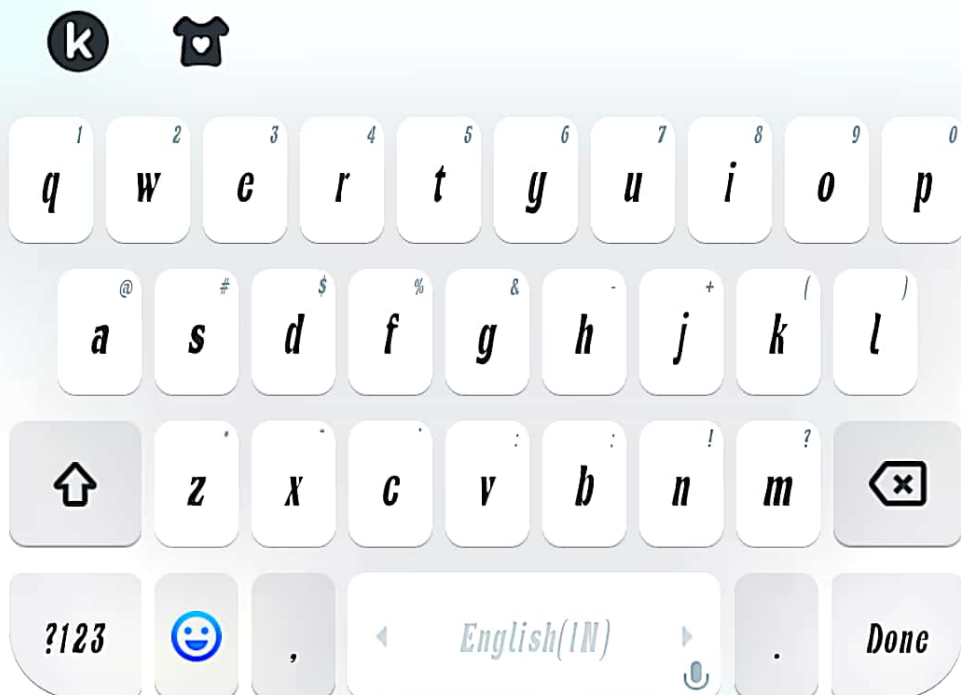 k
1 2 3 4 5 6 7 8 9 0
q w e r t y u i o p
@ # $ % & - + ( )
a s d f g h j k l
: ! ?
z x c v b n m
?123 , English(IN) . Done